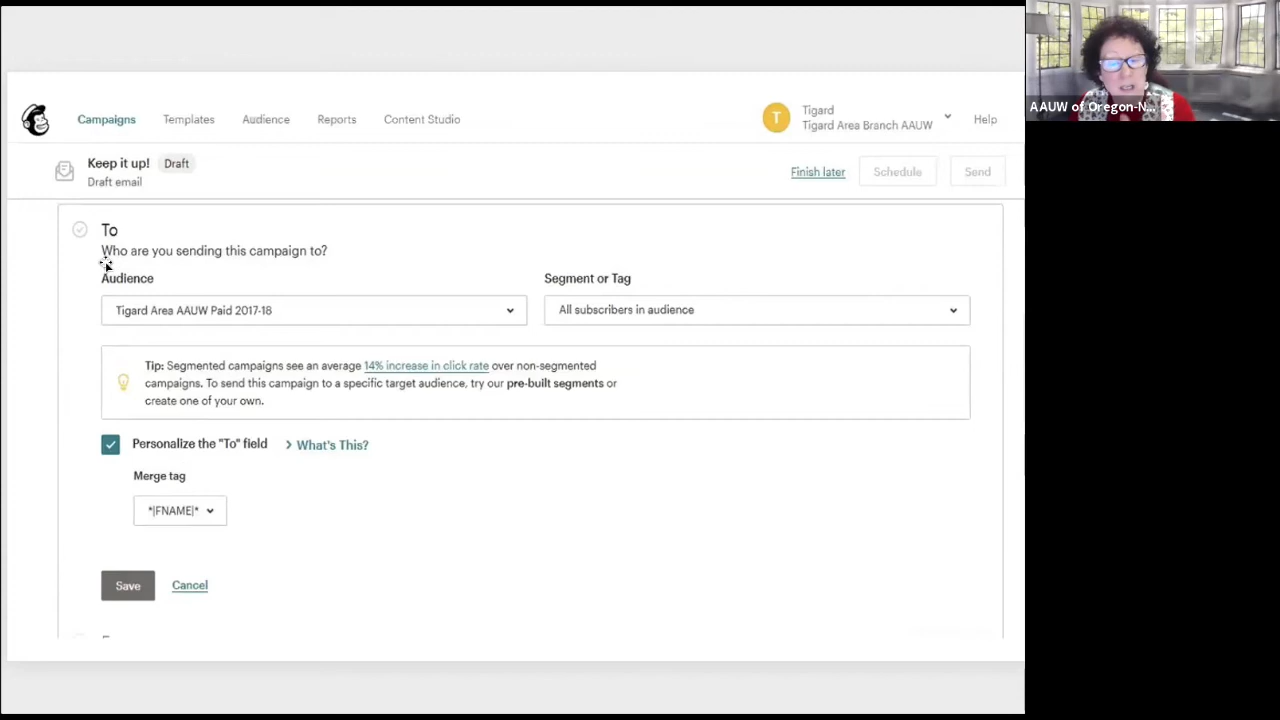 AAUW of Oregon-N...
Campaigns Templates Audience Reports Content Studio
T
Tigard
Tigard Area Branch AAUW
Help
Keep it up! Draft
Draft email
Finish later
Schedule
Send
To
Who are you sending this campaign to?
Audience
Segment or Tag
Tigard Area AAUW Paid 2017-18
All subscribers in audience
Tip: Segmented campaigns see an average 14% increase in click rate over non-segmented
campaigns. To send this campaign to a specific target audience, try our pre-built segments or
create one of your own.
Personalize the "To" field > What's This?
Merge tag
*|FNAME|*
Save
Cancel